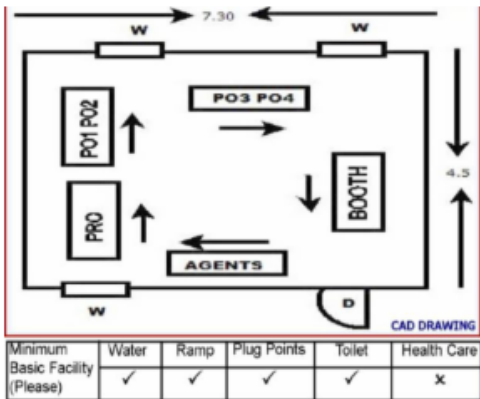 7.30
W W
PO3 PO4
PO1 PO2
4.5
BOOTH
PRO
AGENTS
W
D
CAD DRAWING
Minimum Basic Facility (Please) Water Ramp Plug Points Toilet Health Care
✓ ✓ ✓ ✓ x